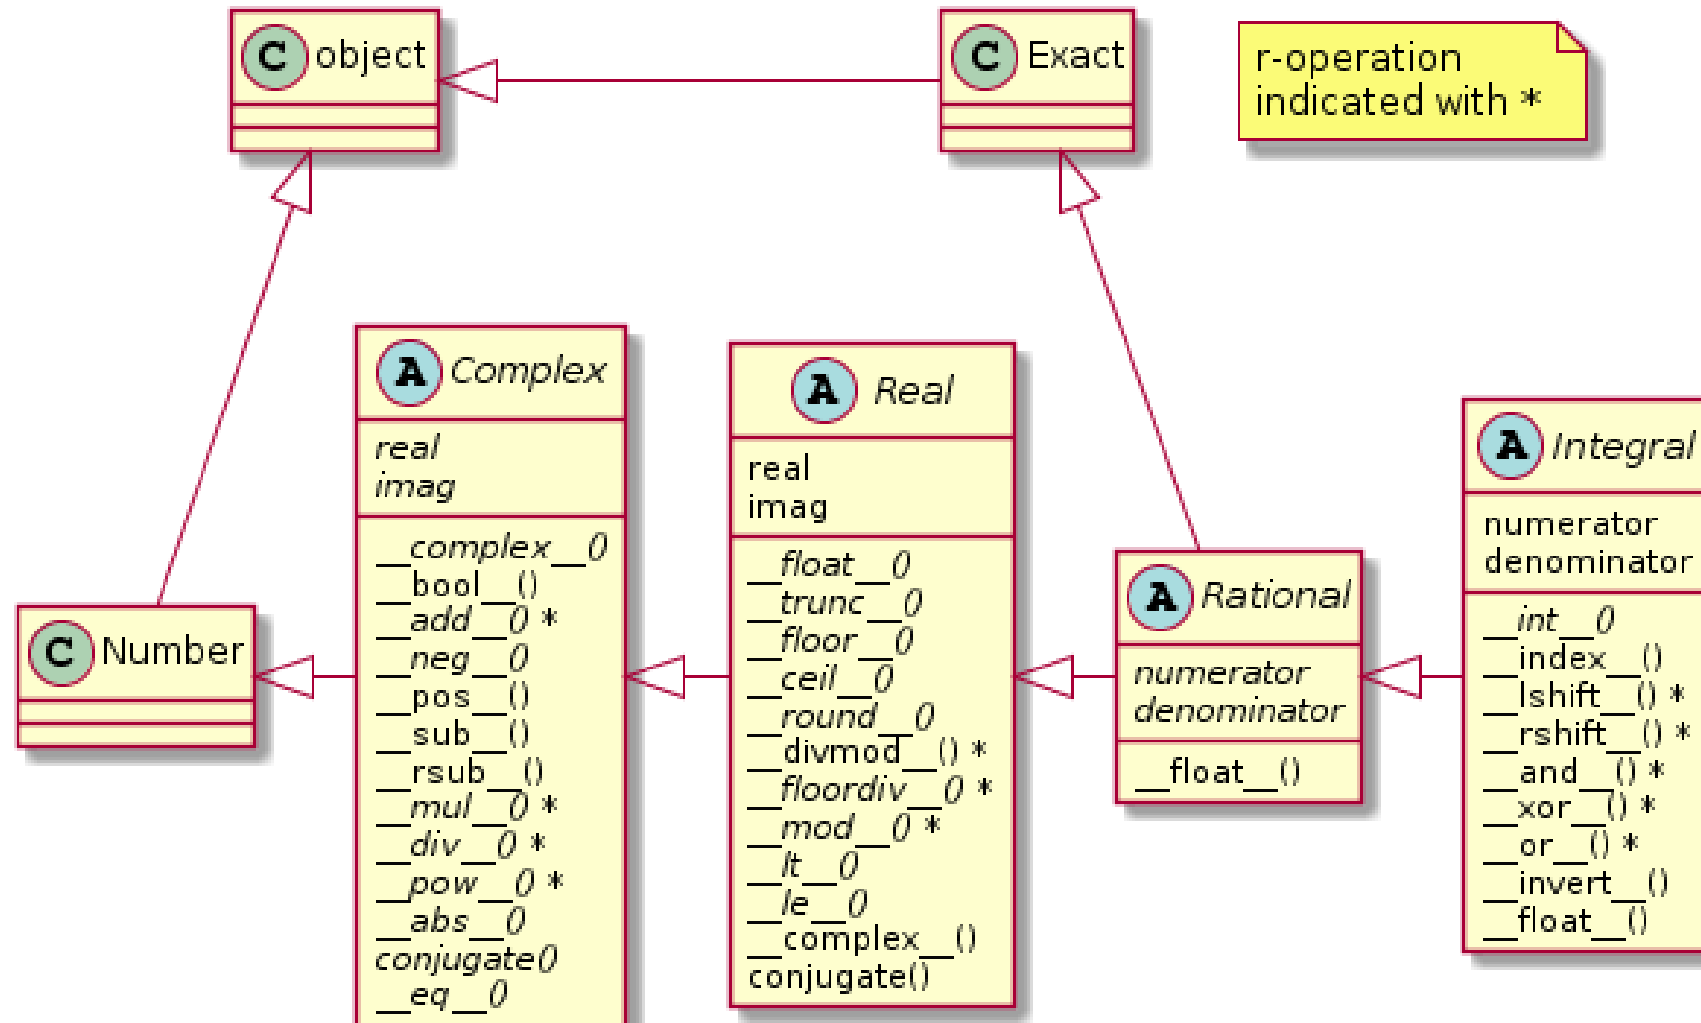 C object
C Exact
r-operation
indicated with *
C Number
A Complex
real
imag
__complex__()
__bool__()
__add__() *
__neg__()
__pos__()
__sub__()
__rsub__()
__mul__() *
__div__() *
__pow__() *
__abs__()
conjugate()
__eq__()
A Real
real
imag
__float__()
__trunc__()
__floor__()
__ceil__()
__round__()
__divmod__() *
__floordiv__() *
__mod__() *
__lt__()
__le__()
__complex__()
conjugate()
A Rational
numerator
denominator
__float__()
A Integral
numerator
denominator
__int__()
__index__()
__lshift__() *
__rshift__() *
__and__() *
__xor__() *
__or__() *
__invert__()
__float__()